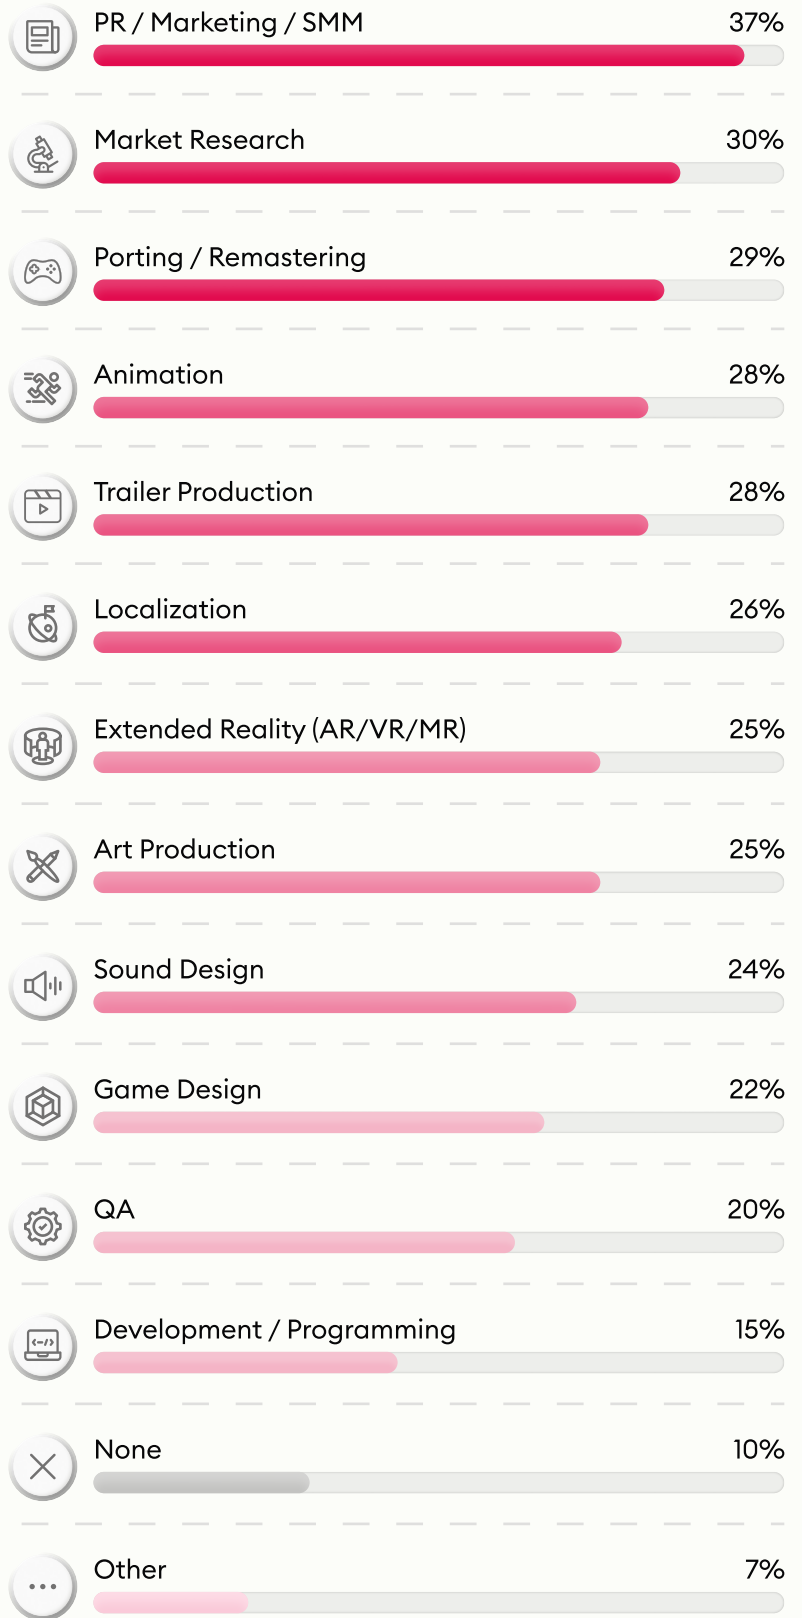 PR / Marketing / SMM 37%
Market Research 30%
Porting / Remastering 29%
Animation 28%
Trailer Production 28%
Localization 26%
Extended Reality (AR/VR/MR) 25%
Art Production 25%
Sound Design 24%
Game Design 22%
QA 20%
Development / Programming 15%
None 10%
Other 7%